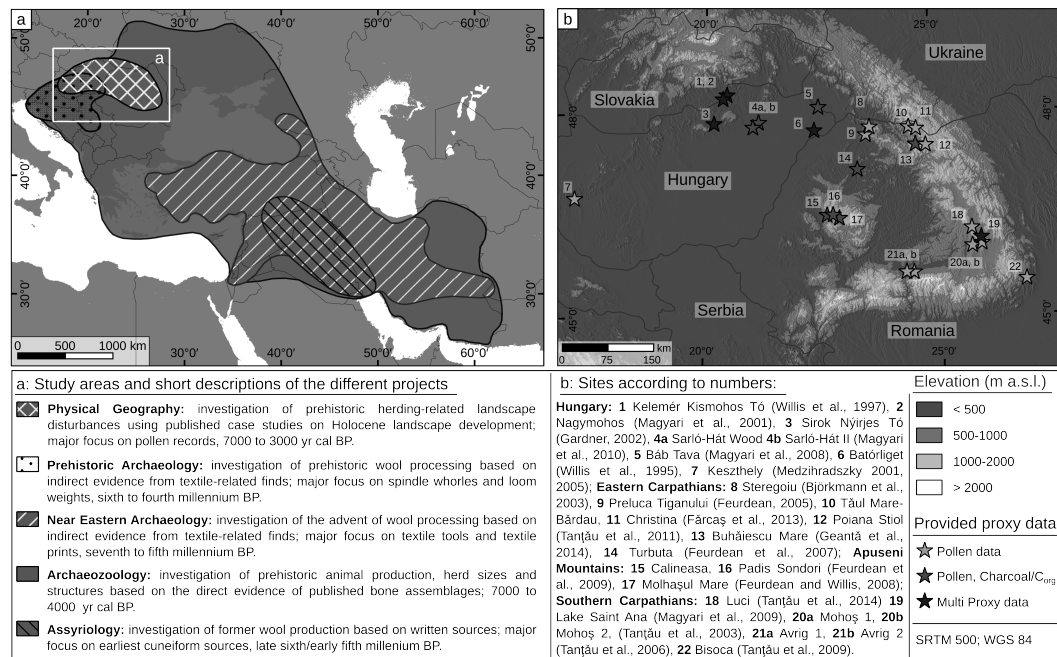 a
20°0' 30°0' 40°0' 50°0' 60°0'
50°0' 50°0'
a
40°0' 40°0'
30°0' 30°0'
0 500 1000 km
30°0' 40°0' 50°0' 60°0'
b
20°0' 25°0'
Ukraine
Slovakia
1, 2
3
4a, b
5
6
8
9
10
11
12
13
14
48°0' 48°0'
7
Hungary
15
16
17
18
19
20a, b
21a, b
22
Serbia
Romania
45°0' 45°0'
0 75 150 km
20°0' 25°0'
a: Study areas and short descriptions of the different projects
Physical Geography: investigation of prehistoric herding-related landscape
disturbances using published case studies on Holocene landscape development;
major focus on pollen records, 7000 to 3000 yr cal BP.
Prehistoric Archaeology: investigation of prehistoric wool processing based on
indirect evidence from textile-related finds; major focus on spindle whorles and loom
weights, sixth to fourth millennium BP.
Near Eastern Archaeology: investigation of the advent of wool processing based on
indirect evidence from textile-related finds; major focus on textile tools and textile
prints, seventh to fifth millennium BP.
Archaeozoology: investigation of prehistoric animal production, herd sizes and
structures based on the direct evidence of published bone assemblages; 7000 to
4000 yr cal BP.
Assyriology: investigation of former wool production based on written sources; major
focus on earliest cuneiform sources, late sixth/early fifth millenium BP.
b: Sites according to numbers:
Hungary: 1 Kelemér Kismohos Tó (Willis et al., 1997), 2
Nagymohos (Magyari et al., 2001), 3 Sirok Nyírjes Tó
(Gardner, 2002), 4a Sarló-Hát Wood 4b Sarló-Hát II (Magyari
et al., 2010), 5 Báb Tava (Magyari et al., 2008), 6 Batórliget
(Willis et al., 1995), 7 Keszthely (Medzihradszky 2001,
2005); Eastern Carpathians: 8 Steregoiu (Björkmann et al.,
2003), 9 Preluca Tiganului (Feurdean, 2005), 10 Tăul Mare-
Bârdau, 11 Christina (Fărcaş et al., 2013), 12 Poiana Stiol
(Tanţău et al., 2011), 13 Buhăiescu Mare (Geantă et al.,
2014), 14 Turbuta (Feurdean et al., 2007); Apuseni
Mountains: 15 Calineasa, 16 Padis Sondori (Feurdean et
al., 2009), 17 Molhaşul Mare (Feurdean and Willis, 2008);
Southern Carpathians: 18 Luci (Tanţău et al., 2014) 19
Lake Saint Ana (Magyari et al., 2009), 20a Mohoş 1, 20b
Mohoş 2, (Tanţău et al., 2003), 21a Avrig 1, 21b Avrig 2
(Tanţău et al., 2006), 22 Bisoca (Tanţău et al., 2009).
Elevation (m a.s.l.)
< 500
500-1000
1000-2000
> 2000
Provided proxy data
Pollen data
Pollen, Charcoal/Corg
Multi Proxy data
SRTM 500; WGS 84